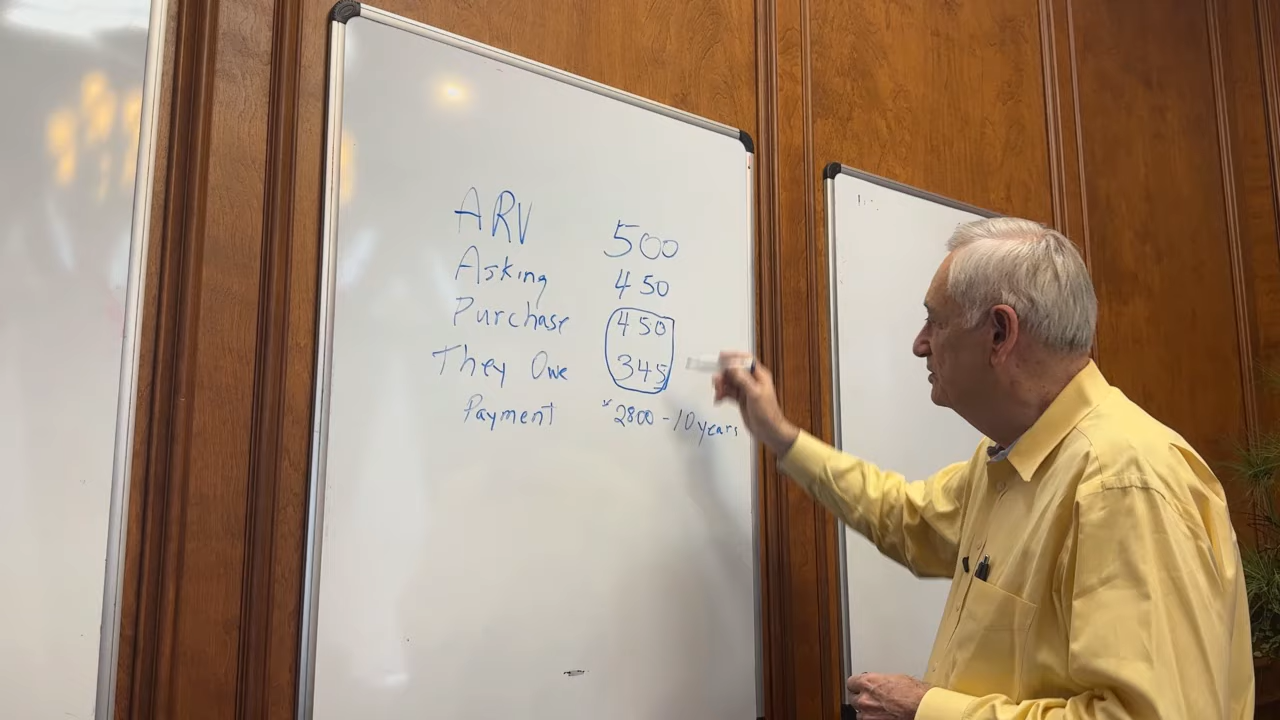 ARV 500
Asking 450
Purchase 450
They Owe 345
Payment 2800 - 10 years